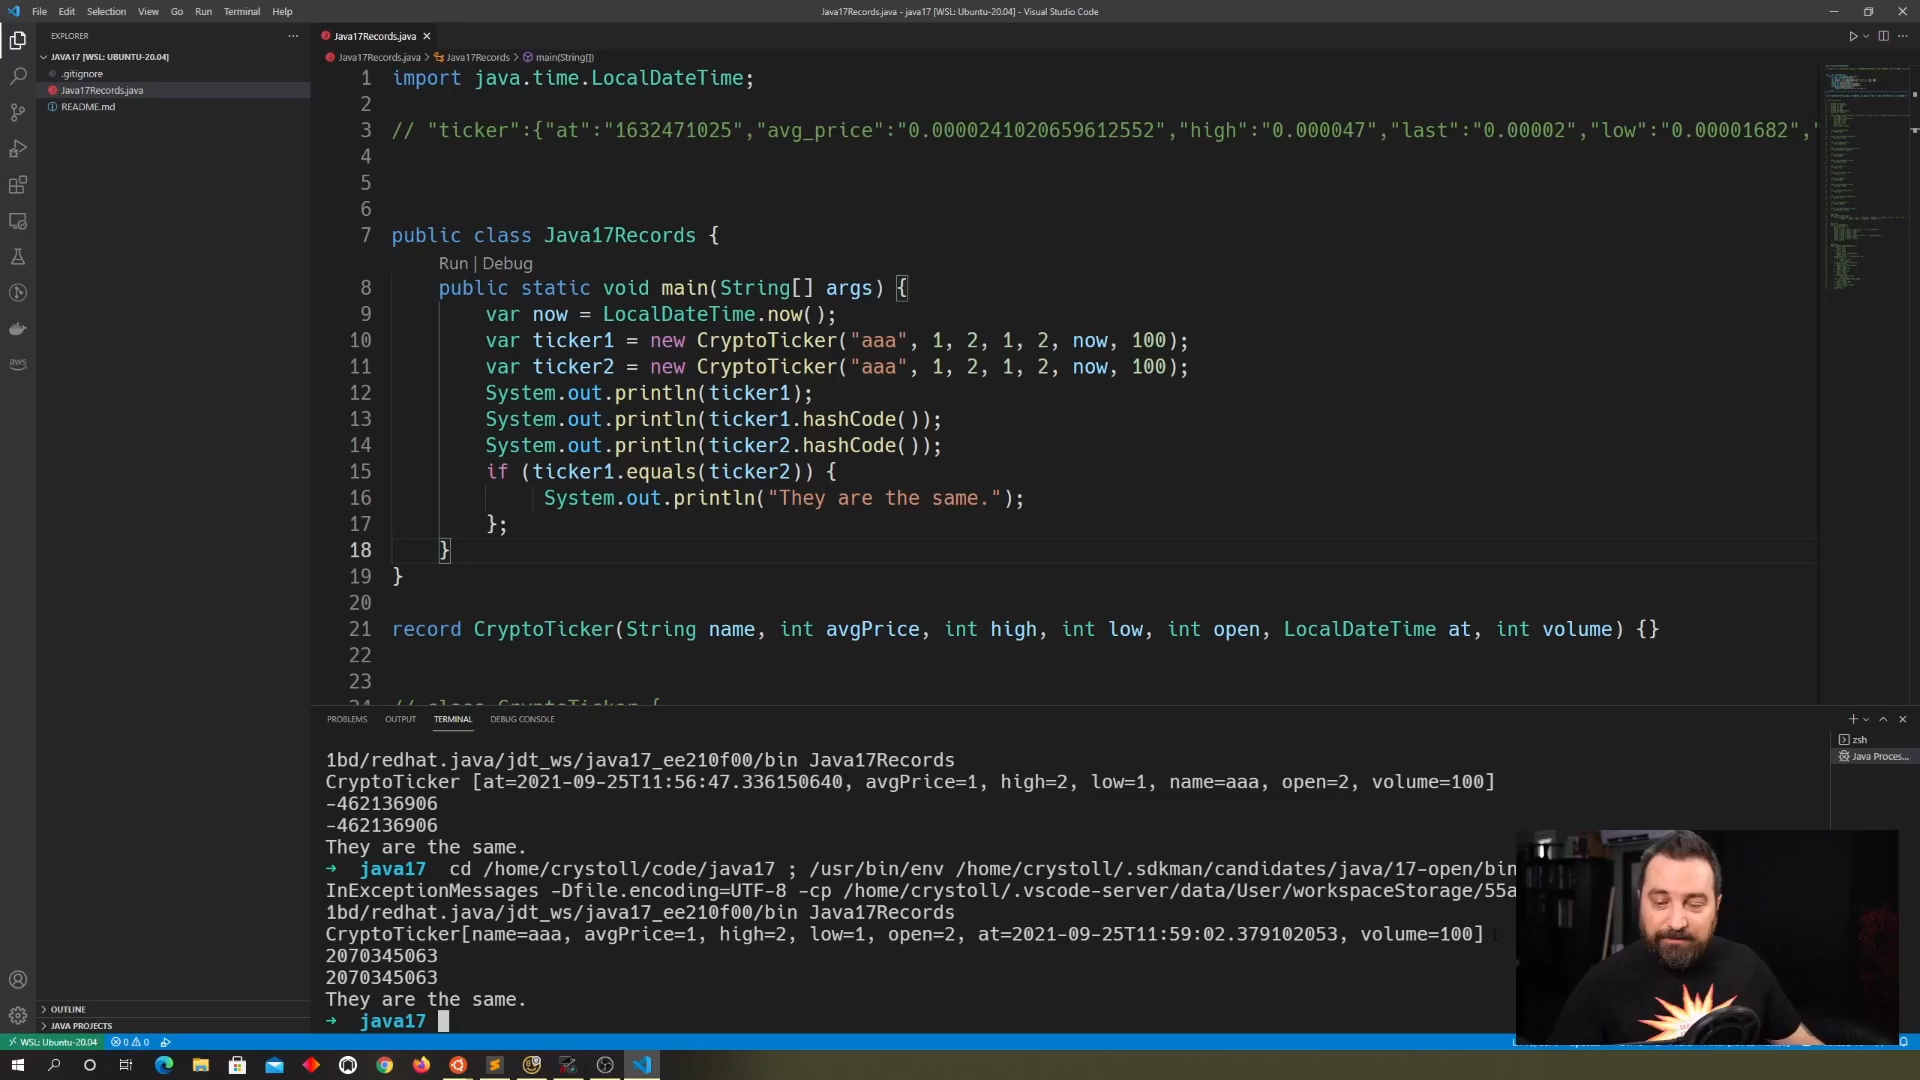 File Edit Selection View Go Run Terminal Help
Java17Records.java - java17 [WSL: Ubuntu-20.04] - Visual Studio Code
EXPLORER
JAVA17 [WSL: UBUNTU-20.04]
.gitignore
Java17Records.java
README.md
Java17Records.java
Java17Records.java > Java17Records > main(String[])
1 import java.time.LocalDateTime;
2
3 // "ticker":{"at":"1632471025","avg_price":"0.0000241020659612552","high":"0.000047","last":"0.00002","low":"0.00001682","
4
5
6
7 public class Java17Records {
Run | Debug
8 public static void main(String[] args) {
9 var now = LocalDateTime.now();
10 var ticker1 = new CryptoTicker("aaa", 1, 2, 1, 2, now, 100);
11 var ticker2 = new CryptoTicker("aaa", 1, 2, 1, 2, now, 100);
12 System.out.println(ticker1);
13 System.out.println(ticker1.hashCode());
14 System.out.println(ticker2.hashCode());
15 if (ticker1.equals(ticker2)) {
16 System.out.println("They are the same.");
17 };
18 }
19 }
20
21 record CryptoTicker(String name, int avgPrice, int high, int low, int open, LocalDateTime at, int volume) {}
22
23
24 // class CryptoTicker {
PROBLEMS OUTPUT TERMINAL DEBUG CONSOLE
zsh
Java Proces...
1bd/redhat.java/jdt_ws/java17_ee210f00/bin Java17Records
CryptoTicker [at=2021-09-25T11:56:47.336150640, avgPrice=1, high=2, low=1, name=aaa, open=2, volume=100]
-462136906
-462136906
They are the same.
→ java17 cd /home/crystoll/code/java17 ; /usr/bin/env /home/crystoll/.sdkman/candidates/java/17-open/bin
InExceptionMessages -Dfile.encoding=UTF-8 -cp /home/crystoll/.vscode-server/data/User/workspaceStorage/55a
1bd/redhat.java/jdt_ws/java17_ee210f00/bin Java17Records
CryptoTicker[name=aaa, avgPrice=1, high=2, low=1, open=2, at=2021-09-25T11:59:02.379102053, volume=100]
2070345063
2070345063
They are the same.
→ java17
aws
OUTLINE
JAVA PROJECTS
WSL: Ubuntu-20.04 0 0